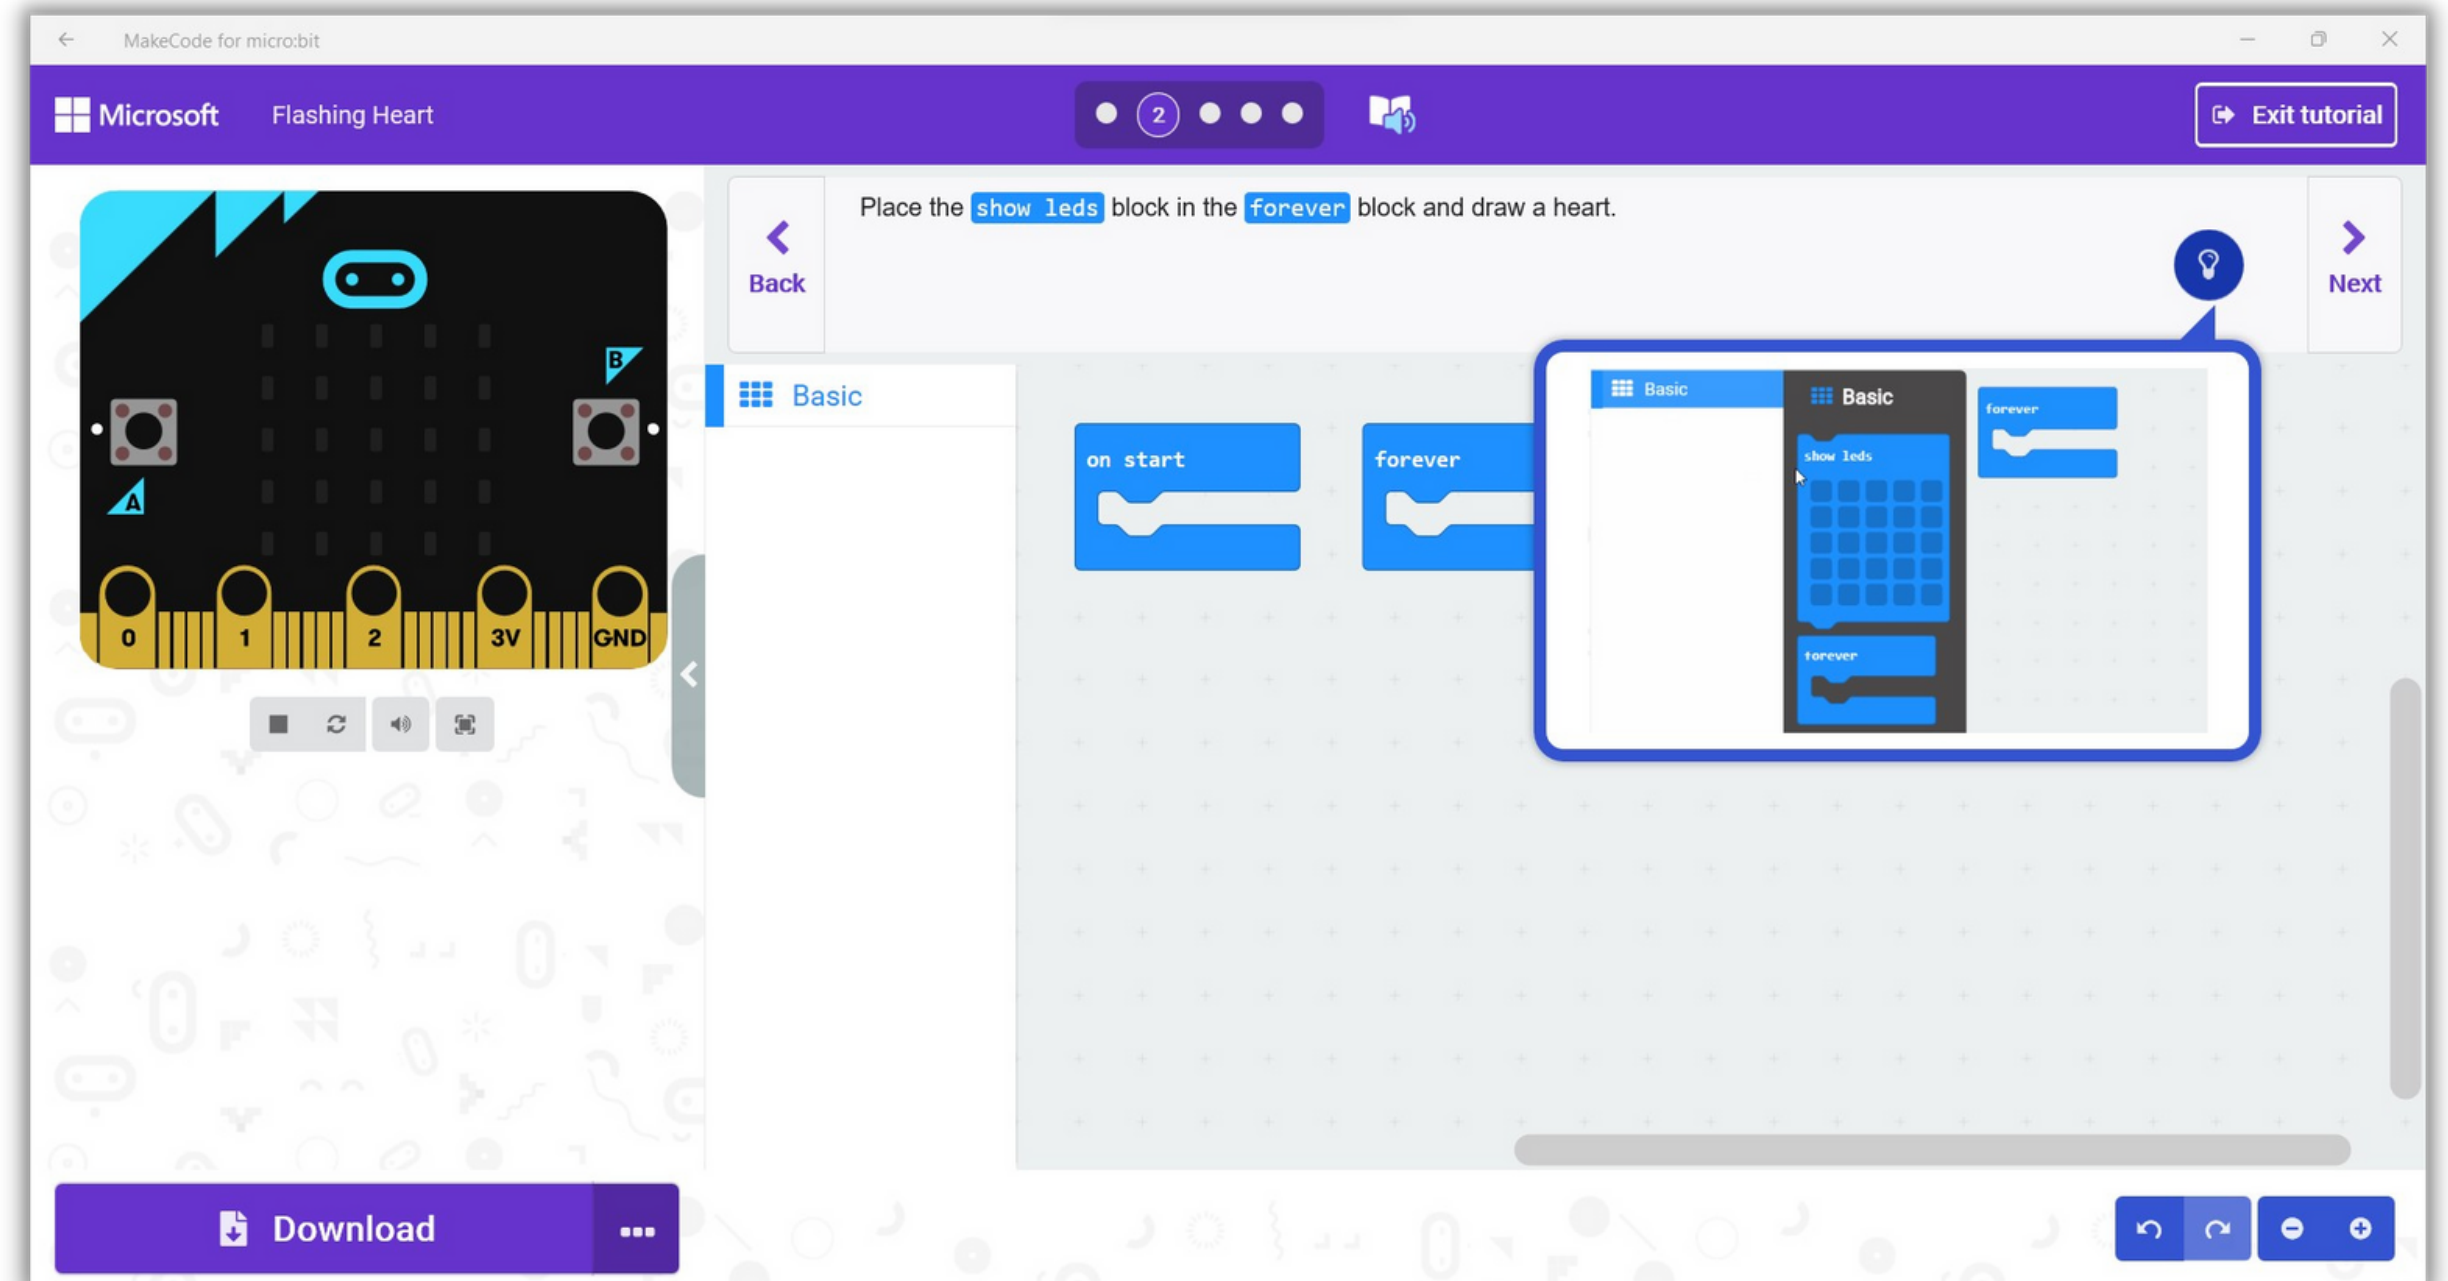 MakeCode for micro:bit
Microsoft
Flashing Heart
2
Exit tutorial
Back
Place the show leds block in the forever block and draw a heart.
Next
B
A
0
1
2
3V
GND
Basic
on start
forever
Basic
Basic
show leds
forever
forever
Download